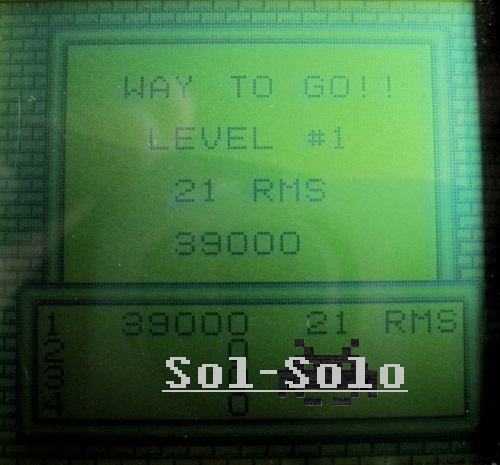 WAY TO GO!!
LEVEL #1
21 RMS
39000
1 39000 21 RMS
2 0
3 0
4 0
Sol-Solo